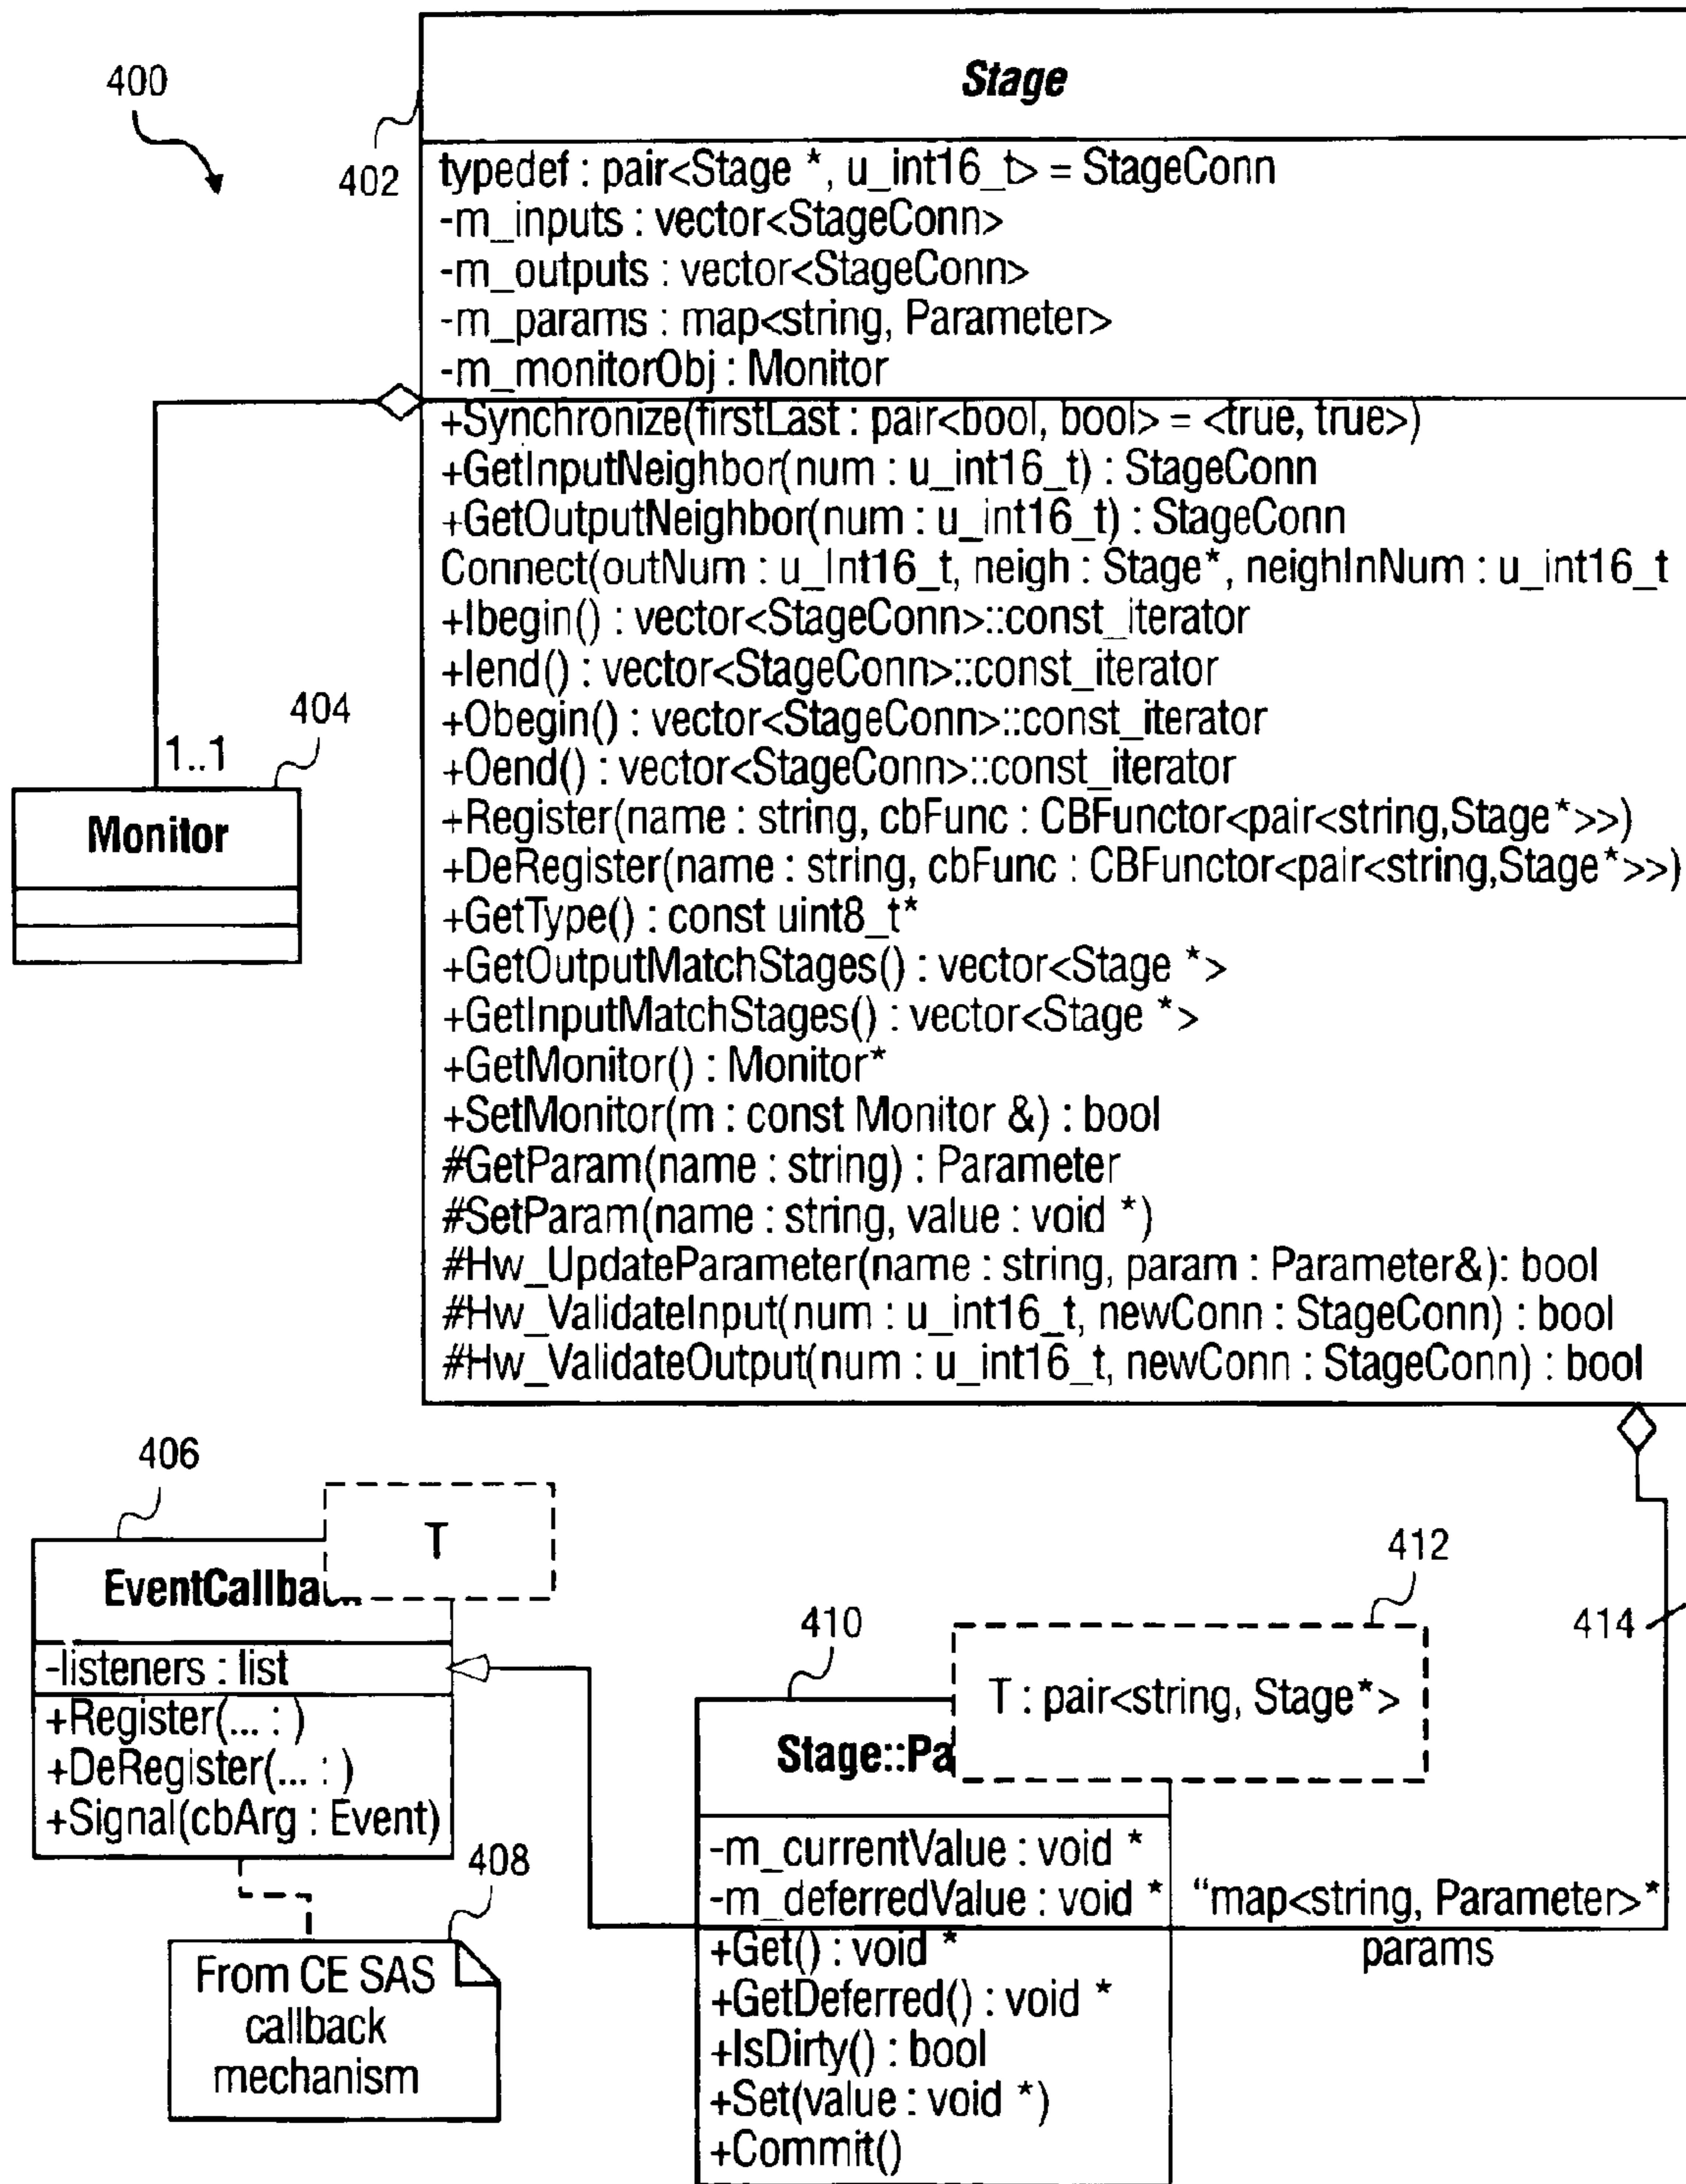 400
Stage
402
typedef : pair<Stage *, u_int16_t> = StageConn
-m_inputs : vector<StageConn>
-m_outputs : vector<StageConn>
-m_params : map<string, Parameter>
-m_monitorObj : Monitor
+Synchronize(firstLast : pair<bool, bool> = <true, true>)
+GetInputNeighbor(num : u_int16_t) : StageConn
+GetOutputNeighbor(num : u_int16_t) : StageConn
Connect(outNum : u_Int16_t, neigh : Stage*, neighInNum : u_int16_t
+Ibegin() : vector<StageConn>::const_iterator
+Iend() : vector<StageConn>::const_iterator
+Obegin() : vector<StageConn>::const_iterator
+Oend() : vector<StageConn>::const_iterator
+Register(name : string, cbFunc : CBFunctor<pair<string,Stage*>>)
+DeRegister(name : string, cbFunc : CBFunctor<pair<string,Stage*>>)
+GetType() : const uint8_t*
+GetOutputMatchStages() : vector<Stage *>
+GetInputMatchStages() : vector<Stage *>
+GetMonitor() : Monitor*
+SetMonitor(m : const Monitor &) : bool
#GetParam(name : string) : Parameter
#SetParam(name : string, value : void *)
#Hw_UpdateParameter(name : string, param : Parameter&): bool
#Hw_ValidateInput(num : u_int16_t, newConn : StageConn) : bool
#Hw_ValidateOutput(num : u_int16_t, newConn : StageConn) : bool
404
1..1
Monitor
406
T
EventCallba
-listeners : list
+Register(... : )
+DeRegister(... : )
+Signal(cbArg : Event)
408
From CE SAS
callback
mechanism
410
412
T : pair<string, Stage*>
414
Stage::Pa
-m_currentValue : void *
-m_deferredValue : void *
+Get() : void *
+GetDeferred() : void *
+IsDirty() : bool
+Set(value : void *)
+Commit()
“map<string, Parameter>*
params